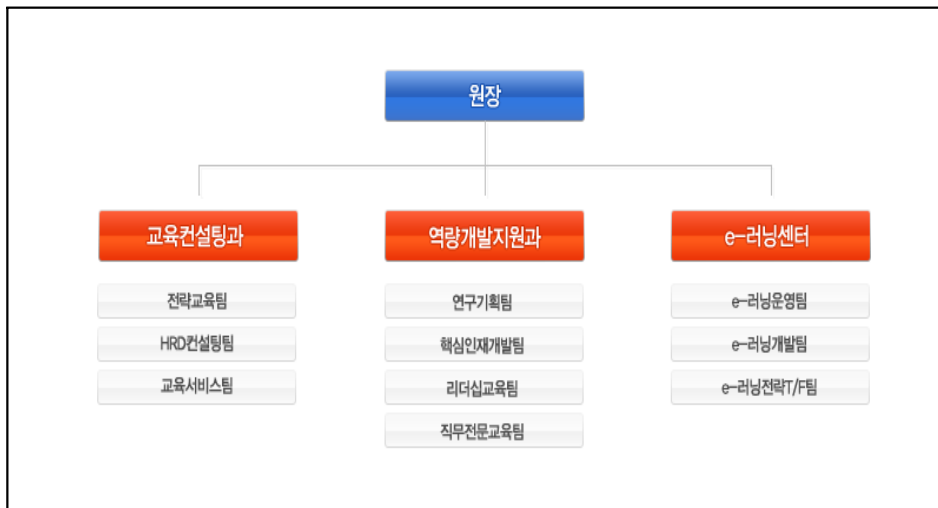 원장
교육컨설팅과
역량개발지원과
e-러닝센터
전략교육팀
연구기획팀
e-러닝운영팀
HRD컨설팅팀
핵심인재개발팀
e-러닝개발팀
교육서비스팀
리더십교육팀
e-러닝전략T/F팀
직무전문교육팀